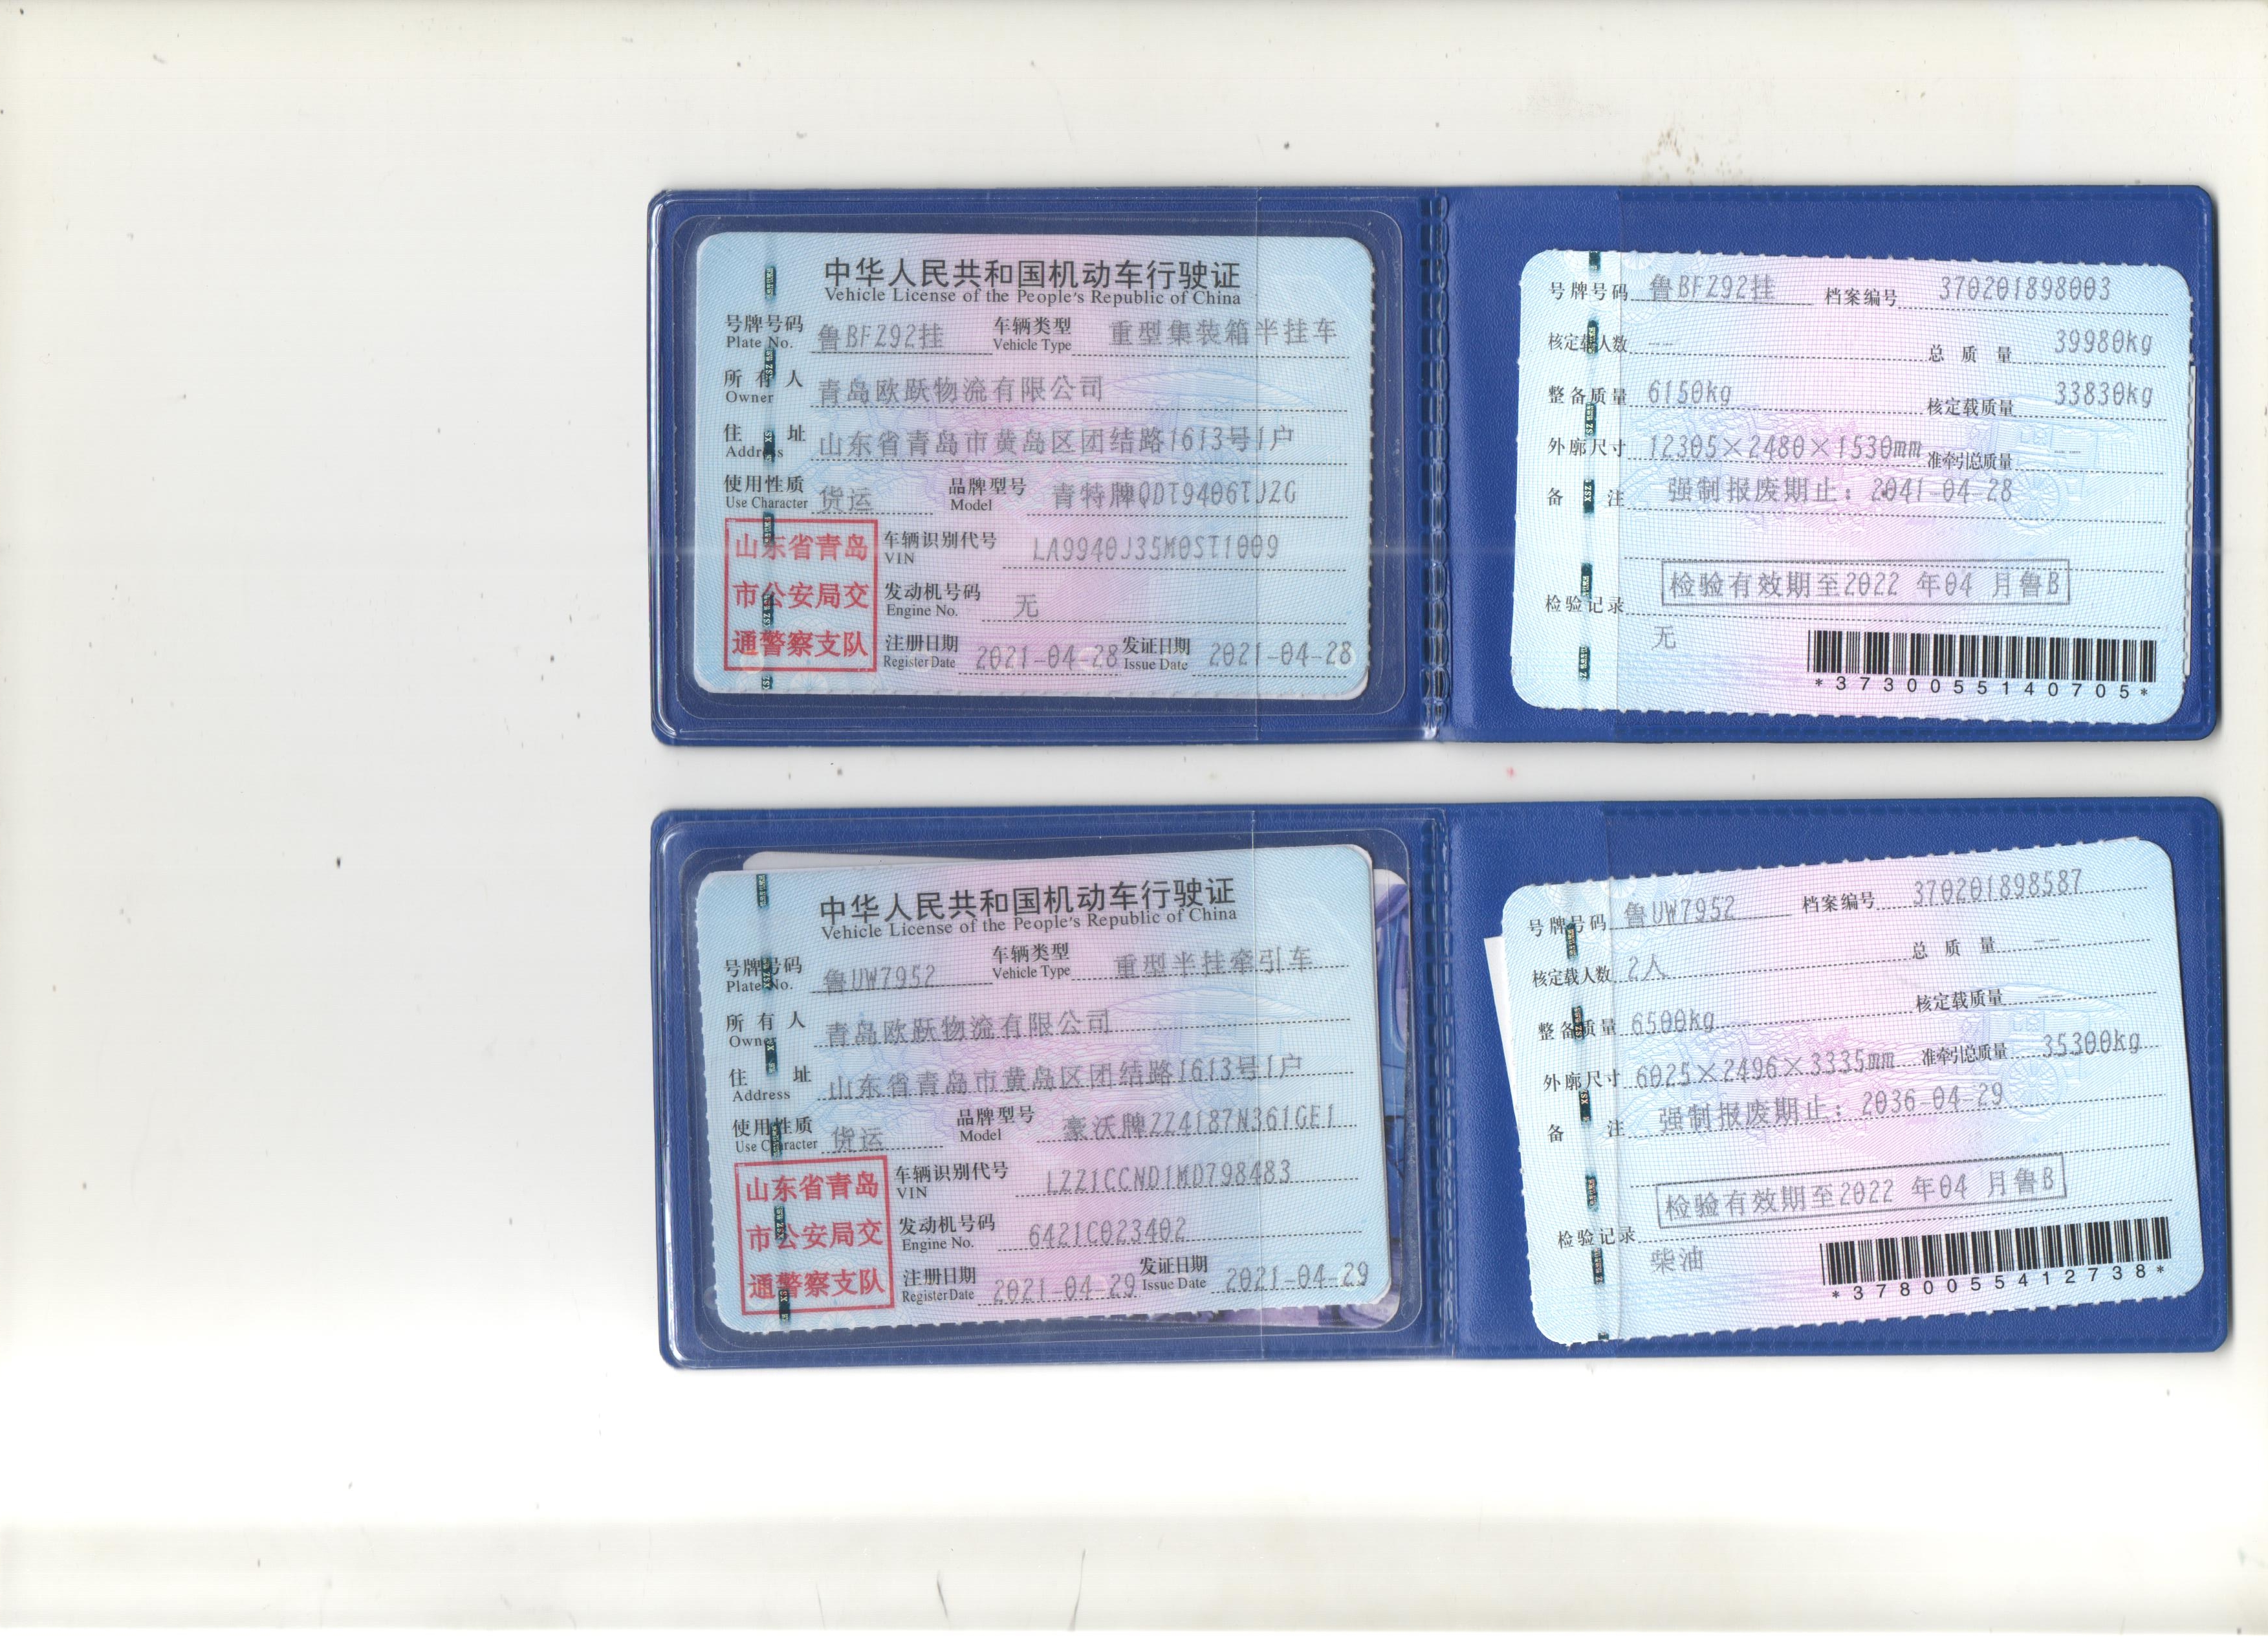 中华人民共和国机动车行驶证
Vehicle License of the People's Republic of China
号牌号码 鲁BFZ92挂 车辆类型 重型集装箱半挂车
Plate No. Vehicle Type
所有人 青岛欧跃物流有限公司
Owner
住址 山东省青岛市黄岛区团结路1613号1户
Address
使用性质 货运 品牌型号 青特牌QDT9406TJZG
Use Character Model
山东省青岛
市公安局交
通警察支队
车辆识别代号 LA9940J35M0ST1009
VIN
发动机号码 无
Engine No.
注册日期 2021-04-28 发证日期 2021-04-28
Register Date Issue Date
号牌号码 鲁BFZ92挂 档案编号 370201898003
核定载人数 -- 总质量 39980kg
整备质量 6150kg 核定载质量 33830kg
外廓尺寸 12305×2480×1530mm 准牵引总质量 --
备注 强制报废期止：2041-04-28
检验有效期至2022 年04 月鲁B
检验记录
无
*3730055140705*
中华人民共和国机动车行驶证
Vehicle License of the People's Republic of China
号牌号码 鲁UW7952 车辆类型 重型半挂牵引车
Plate No. Vehicle Type
所有人 青岛欧跃物流有限公司
Owner
住址 山东省青岛市黄岛区团结路1613号1户
Address
使用性质 货运 品牌型号 豪沃牌ZZ4187N361GE1
Use Character Model
山东省青岛
市公安局交
通警察支队
车辆识别代号 LZZ1CCND1MD798483
VIN
发动机号码 6421C023402
Engine No.
注册日期 2021-04-29 发证日期 2021-04-29
Register Date Issue Date
号牌号码 鲁UW7952 档案编号 370201898587
核定载人数 2人 总质量 --
整备质量 6500kg 核定载质量 --
外廓尺寸 6025×2496×3335mm 准牵引总质量 35300kg
备注 强制报废期止：2036-04-29
检验有效期至2022 年04 月鲁B
检验记录
柴油
*3780055412738*